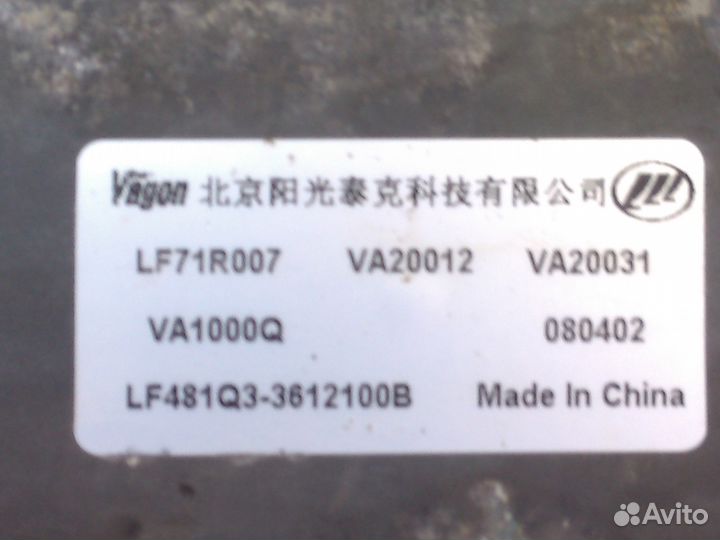 Vagon 北京阳光泰克科技有限公司
LF71R007 VA20012 VA20031
VA1000Q 080402
LF481Q3-3612100B Made In China
Avito